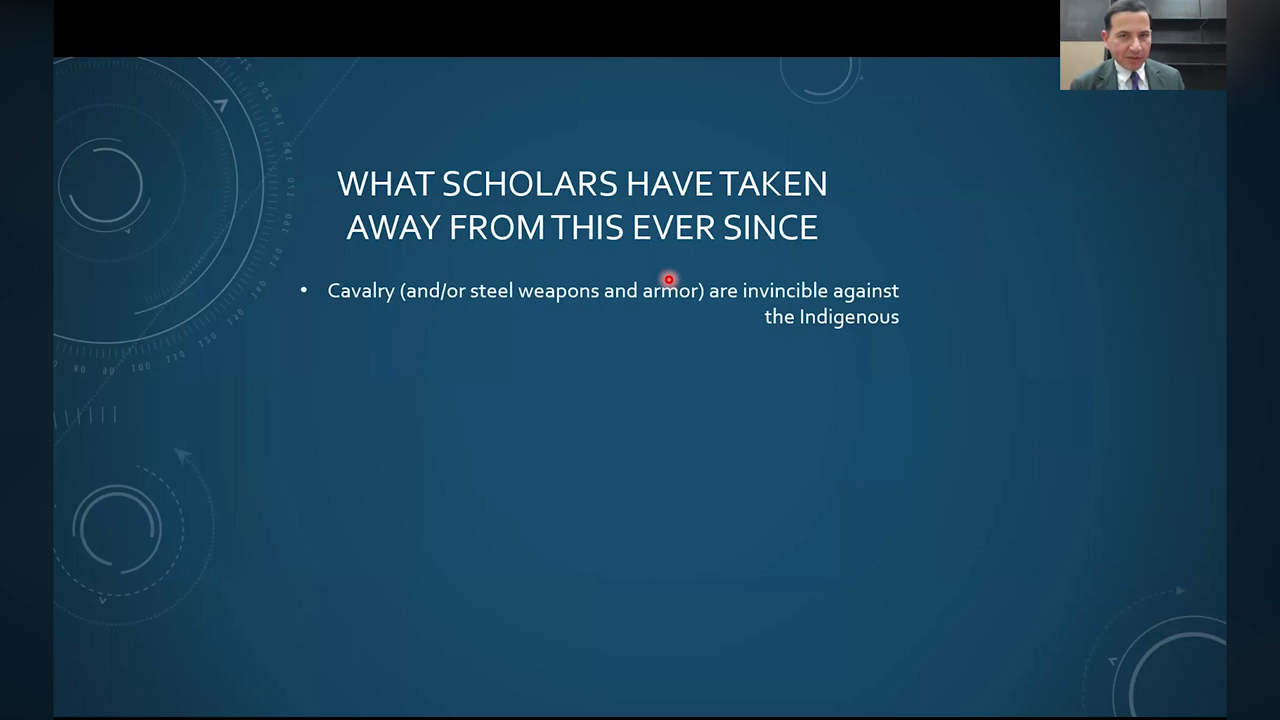 WHAT SCHOLARS HAVE TAKEN
AWAY FROM THIS EVER SINCE
• Cavalry (and/or steel weapons and armor) are invincible against
the Indigenous